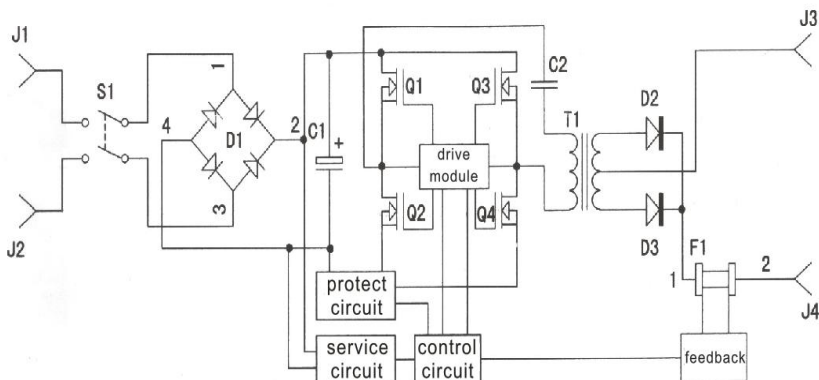 J1
J2
S1
1
4
D1
2
3
C1
+
Q1
Q3
drive
module
Q2
Q4
C2
T1
D2
D3
J3
F1
1
2
J4
protect
circuit
service
circuit
control
circuit
feedback